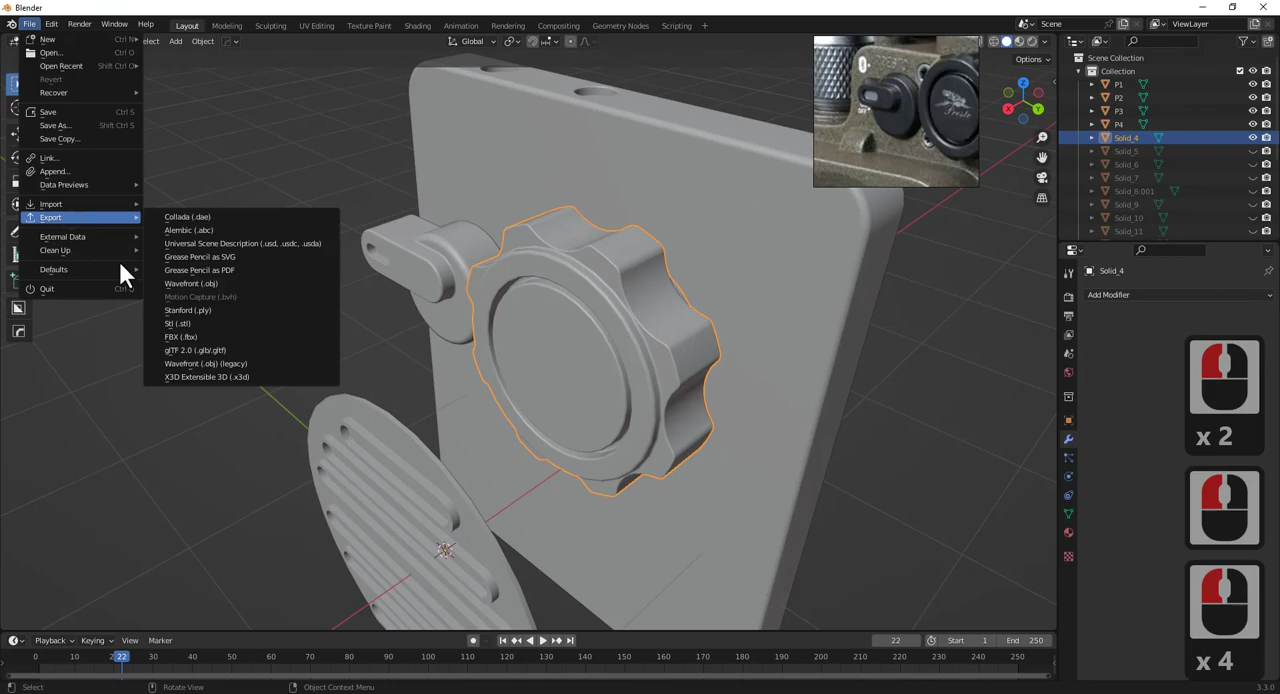 Blender
File Edit Render Window Help Layout Modeling Sculpting UV Editing Texture Paint Shading Animation Rendering Compositing Geometry Nodes Scripting + Scene ViewLayer
New Ctrl N
Open... Ctrl O
Open Recent Shift Ctrl O
Revert
Recover
Save Ctrl S
Save As... Shift Ctrl S
Save Copy...
Link...
Append...
Data Previews
Import
Export
External Data
Clean Up
Defaults
Quit Ctrl Q
Add Object Global
Options
Collada (.dae)
Alembic (.abc)
Universal Scene Description (.usd, .usdc, .usda)
Grease Pencil as SVG
Grease Pencil as PDF
Wavefront (.obj)
Motion Capture (.bvh)
Stanford (.ply)
Stl (.stl)
FBX (.fbx)
glTF 2.0 (.glb/.gltf)
Wavefront (.obj) (legacy)
X3D Extensible 3D (.x3d)
X Y Z
Scene Collection
Collection
P1
P2
P3
P4
Solid_4
Solid_5
Solid_6
Solid_7
Solid_8.001
Solid_9
Solid_10
Solid_11
Solid_4
Add Modifier
x 2
x 4
Playback Keying View Marker 22 Start 1 End 250
0 10 22 30 40 50 60 70 80 90 100 110 120 130 140 150 160 170 180 190 200 210 220 230 240 250
Select Rotate View Object Context Menu 3.3.0